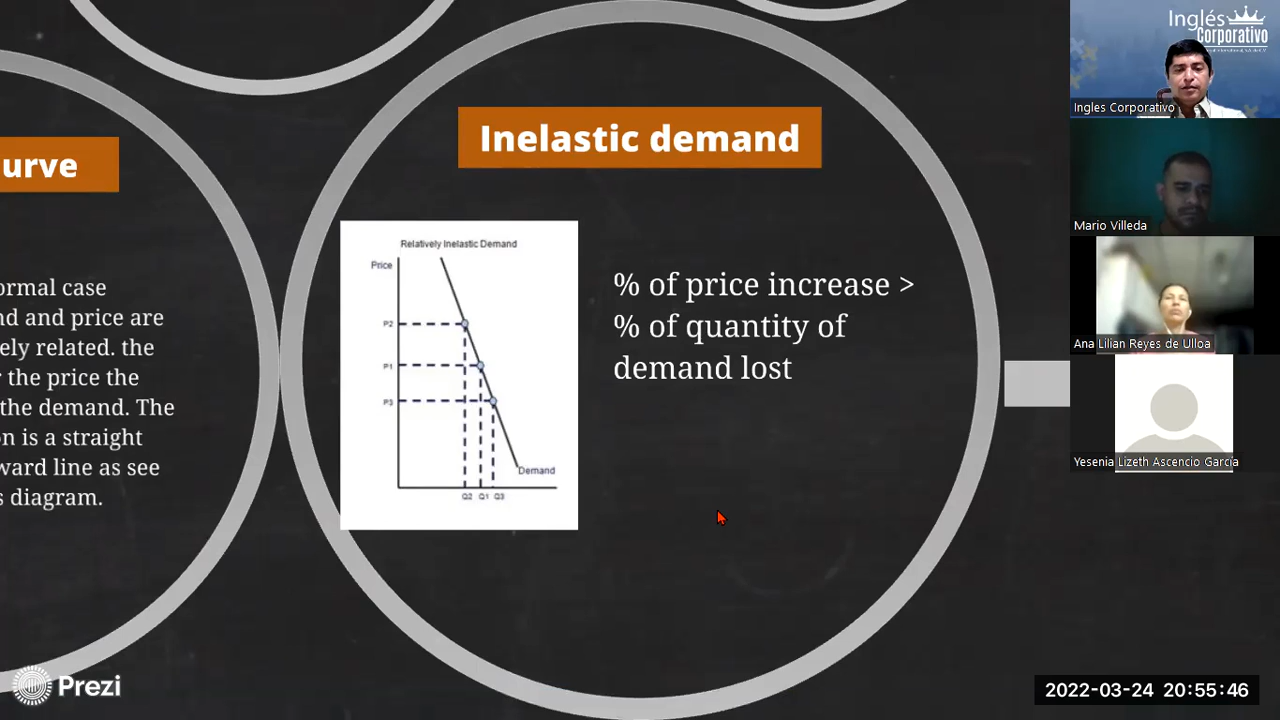 urve
ormal case
nd and price are
ely related. the
r the price the
the demand. The
on is a straight
ward line as see
s diagram.
Inelastic demand
Relatively Inelastic Demand
Price
P2
P1
P3
Demand
Q2 Q1 Q3
% of price increase >
% of quantity of
demand lost
Inglés
Corporativo
Ingles Corporativo
Mario Villeda
Ana Lilian Reyes de Ulloa
Yesenia Lizeth Ascencio Garcia
Prezi
2022-03-24 20:55:46